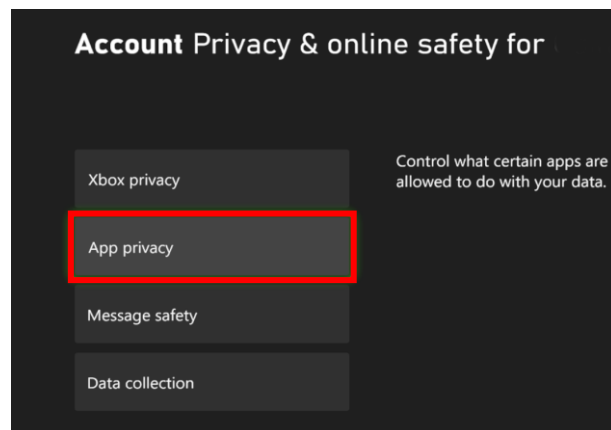 Account Privacy & online safety for
Xbox privacy
Control what certain apps are
allowed to do with your data.
App privacy
Message safety
Data collection